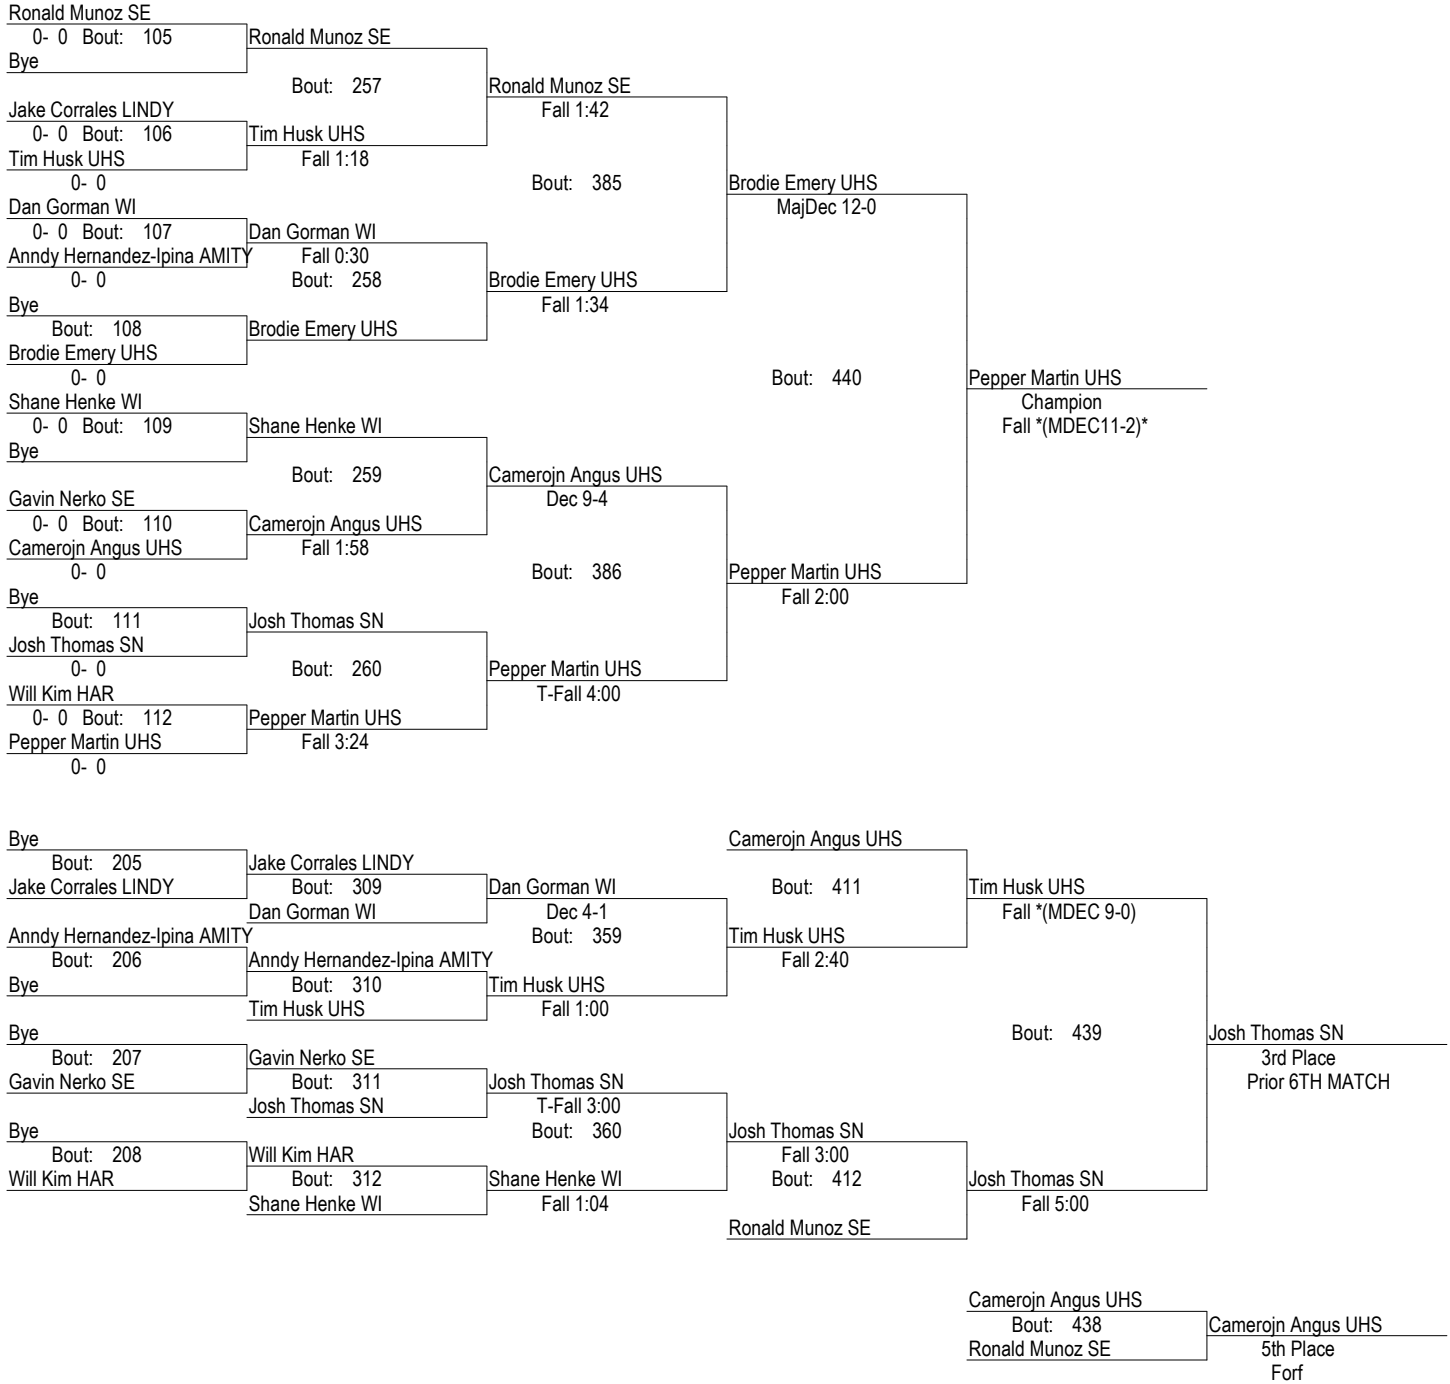 Ronald Munoz SE
0- 0 Bout: 105 Ronald Munoz SE
Bye
Bout: 257 Ronald Munoz SE
Jake Corrales LINDY Fall 1:42
0- 0 Bout: 106 Tim Husk UHS
Tim Husk UHS Fall 1:18
0- 0 Bout: 385 Brodie Emery UHS
Dan Gorman WI MajDec 12-0
0- 0 Bout: 107 Dan Gorman WI
Anndy Hernandez-Ipina AMITY Fall 0:30
0- 0 Bout: 258 Brodie Emery UHS
Bye Fall 1:34
Bout: 108 Brodie Emery UHS
Brodie Emery UHS
0- 0 Bout: 440 Pepper Martin UHS
Shane Henke WI Champion
0- 0 Bout: 109 Shane Henke WI Fall *(MDEC11-2)*
Bye
Bout: 259 Camerojn Angus UHS
Gavin Nerko SE Dec 9-4
0- 0 Bout: 110 Camerojn Angus UHS
Camerojn Angus UHS Fall 1:58
0- 0 Bout: 386 Pepper Martin UHS
Bye Fall 2:00
Bout: 111 Josh Thomas SN
Josh Thomas SN
0- 0 Bout: 260 Pepper Martin UHS
Will Kim HAR T-Fall 4:00
0- 0 Bout: 112 Pepper Martin UHS
Pepper Martin UHS Fall 3:24
0- 0
Bye Camerojn Angus UHS
Bout: 205 Jake Corrales LINDY
Jake Corrales LINDY Bout: 309 Dan Gorman WI Bout: 411 Tim Husk UHS
Dan Gorman WI Dec 4-1 Fall *(MDEC 9-0)
Anndy Hernandez-Ipina AMITY Bout: 359 Tim Husk UHS
Bout: 206 Anndy Hernandez-Ipina AMITY Fall 2:40
Bye Bout: 310 Tim Husk UHS
Tim Husk UHS Fall 1:00
Bye Bout: 439 Josh Thomas SN
Bout: 207 Gavin Nerko SE 3rd Place
Gavin Nerko SE Bout: 311 Josh Thomas SN Prior 6TH MATCH
Josh Thomas SN T-Fall 3:00
Bye Bout: 360 Josh Thomas SN
Bout: 208 Will Kim HAR Fall 3:00
Will Kim HAR Bout: 312 Shane Henke WI Bout: 412 Josh Thomas SN
Shane Henke WI Fall 1:04 Fall 5:00
Ronald Munoz SE
Camerojn Angus UHS
Bout: 438 Camerojn Angus UHS
Ronald Munoz SE 5th Place
Forf